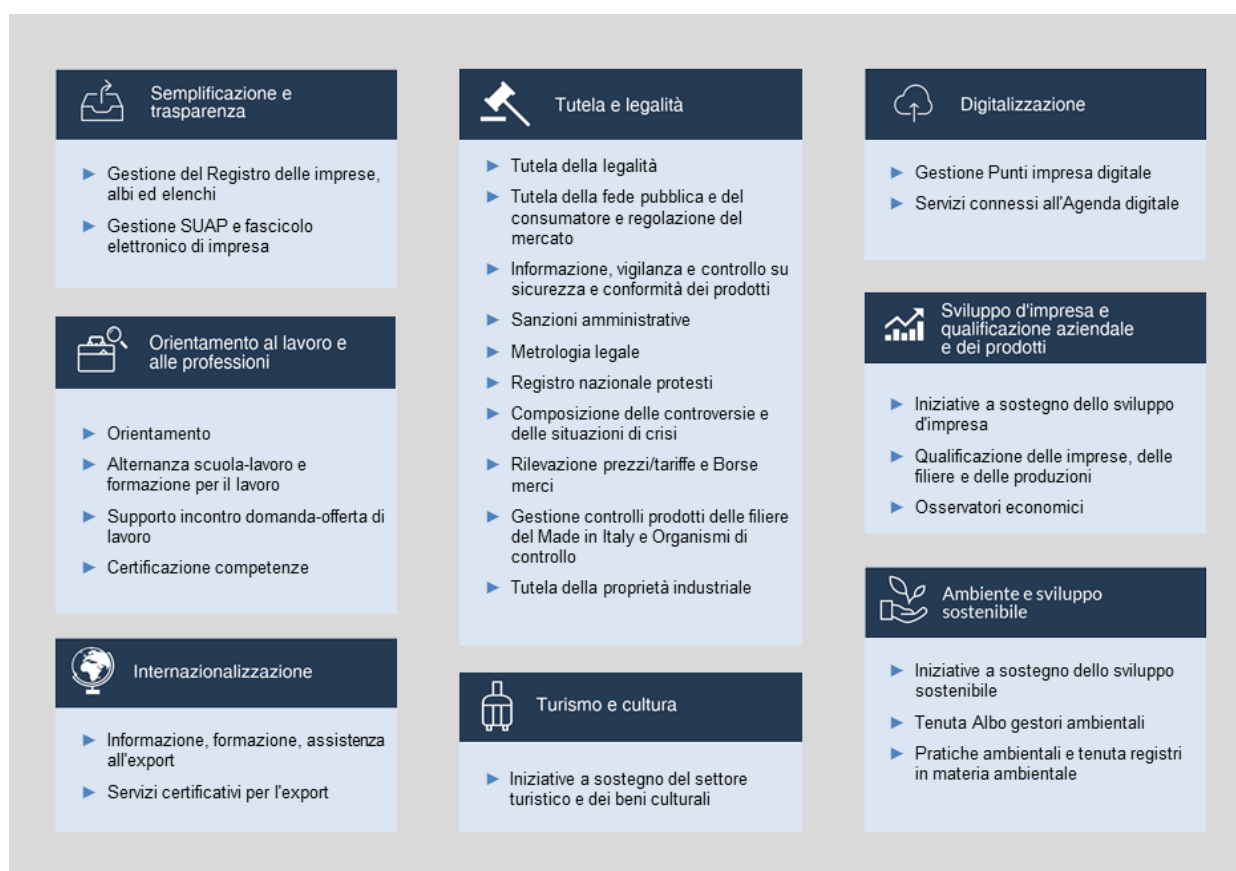 Semplificazione e
trasparenza
► Gestione del Registro delle imprese,
albi ed elenchi
► Gestione SUAP e fascicolo
elettronico di impresa
Orientamento al lavoro e
alle professioni
► Orientamento
► Alternanza scuola-lavoro e
formazione per il lavoro
► Supporto incontro domanda-offerta di
lavoro
► Certificazione competenze
Internazionalizzazione
► Informazione, formazione, assistenza
all'export
► Servizi certificativi per l'export
Tutela e legalità
► Tutela della legalità
► Tutela della fede pubblica e del
consumatore e regolazione del
mercato
► Informazione, vigilanza e controllo su
sicurezza e conformità dei prodotti
► Sanzioni amministrative
► Metrologia legale
► Registro nazionale protesti
► Composizione delle controversie e
delle situazioni di crisi
► Rilevazione prezzi/tariffe e Borse
merci
► Gestione controlli prodotti delle filiere
del Made in Italy e Organismi di
controllo
► Tutela della proprietà industriale
Turismo e cultura
► Iniziative a sostegno del settore
turistico e dei beni culturali
Digitalizzazione
► Gestione Punti impresa digitale
► Servizi connessi all'Agenda digitale
Sviluppo d'impresa e
qualificazione aziendale
e dei prodotti
► Iniziative a sostegno dello sviluppo
d'impresa
► Qualificazione delle imprese, delle
filiere e delle produzioni
► Osservatori economici
Ambiente e sviluppo
sostenibile
► Iniziative a sostegno dello sviluppo
sostenibile
► Tenuta Albo gestori ambientali
► Pratiche ambientali e tenuta registri
in materia ambientale